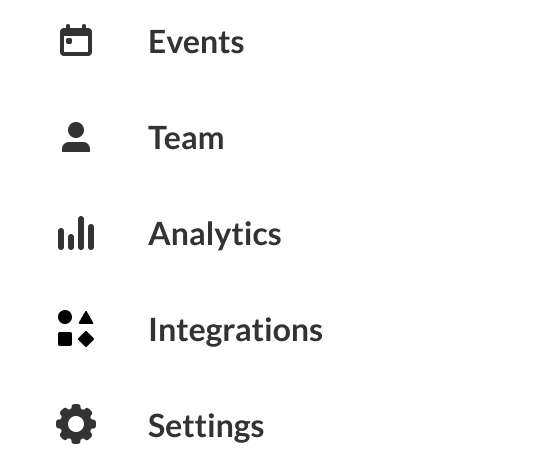 Events
Team
Analytics
Integrations
Settings